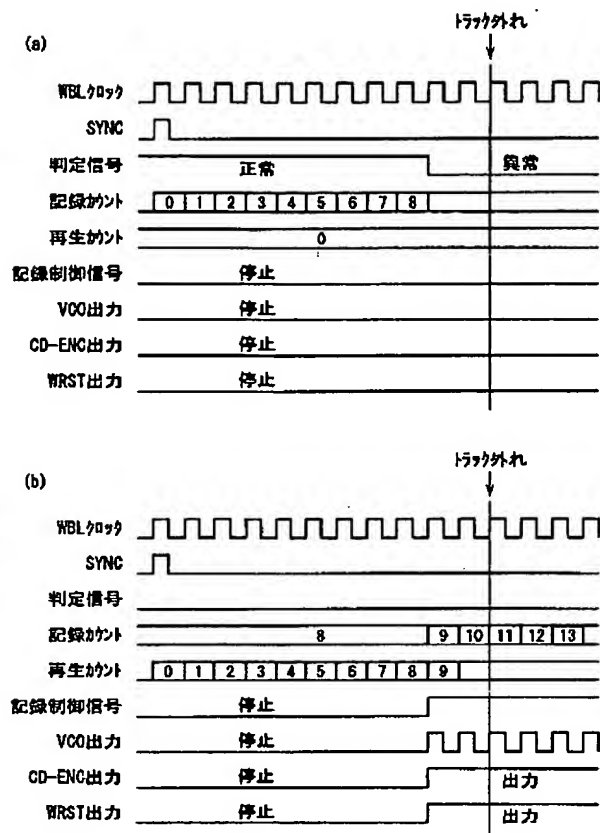 トラック外れ
(a)
WBLクロック
SYNC
判定信号 正常 異常
記録カウント 0 1 2 3 4 5 6 7 8
再生カウント 0
記録制御信号 停止
VCO出力 停止
CD-ENC出力 停止
WRST出力 停止
トラック外れ
(b)
WBLクロック
SYNC
判定信号
記録カウント 8 9 10 11 12 13
再生カウント 0 1 2 3 4 5 6 7 8 9
記録制御信号 停止
VCO出力 停止
CD-ENC出力 停止 出力
WRST出力 停止 出力